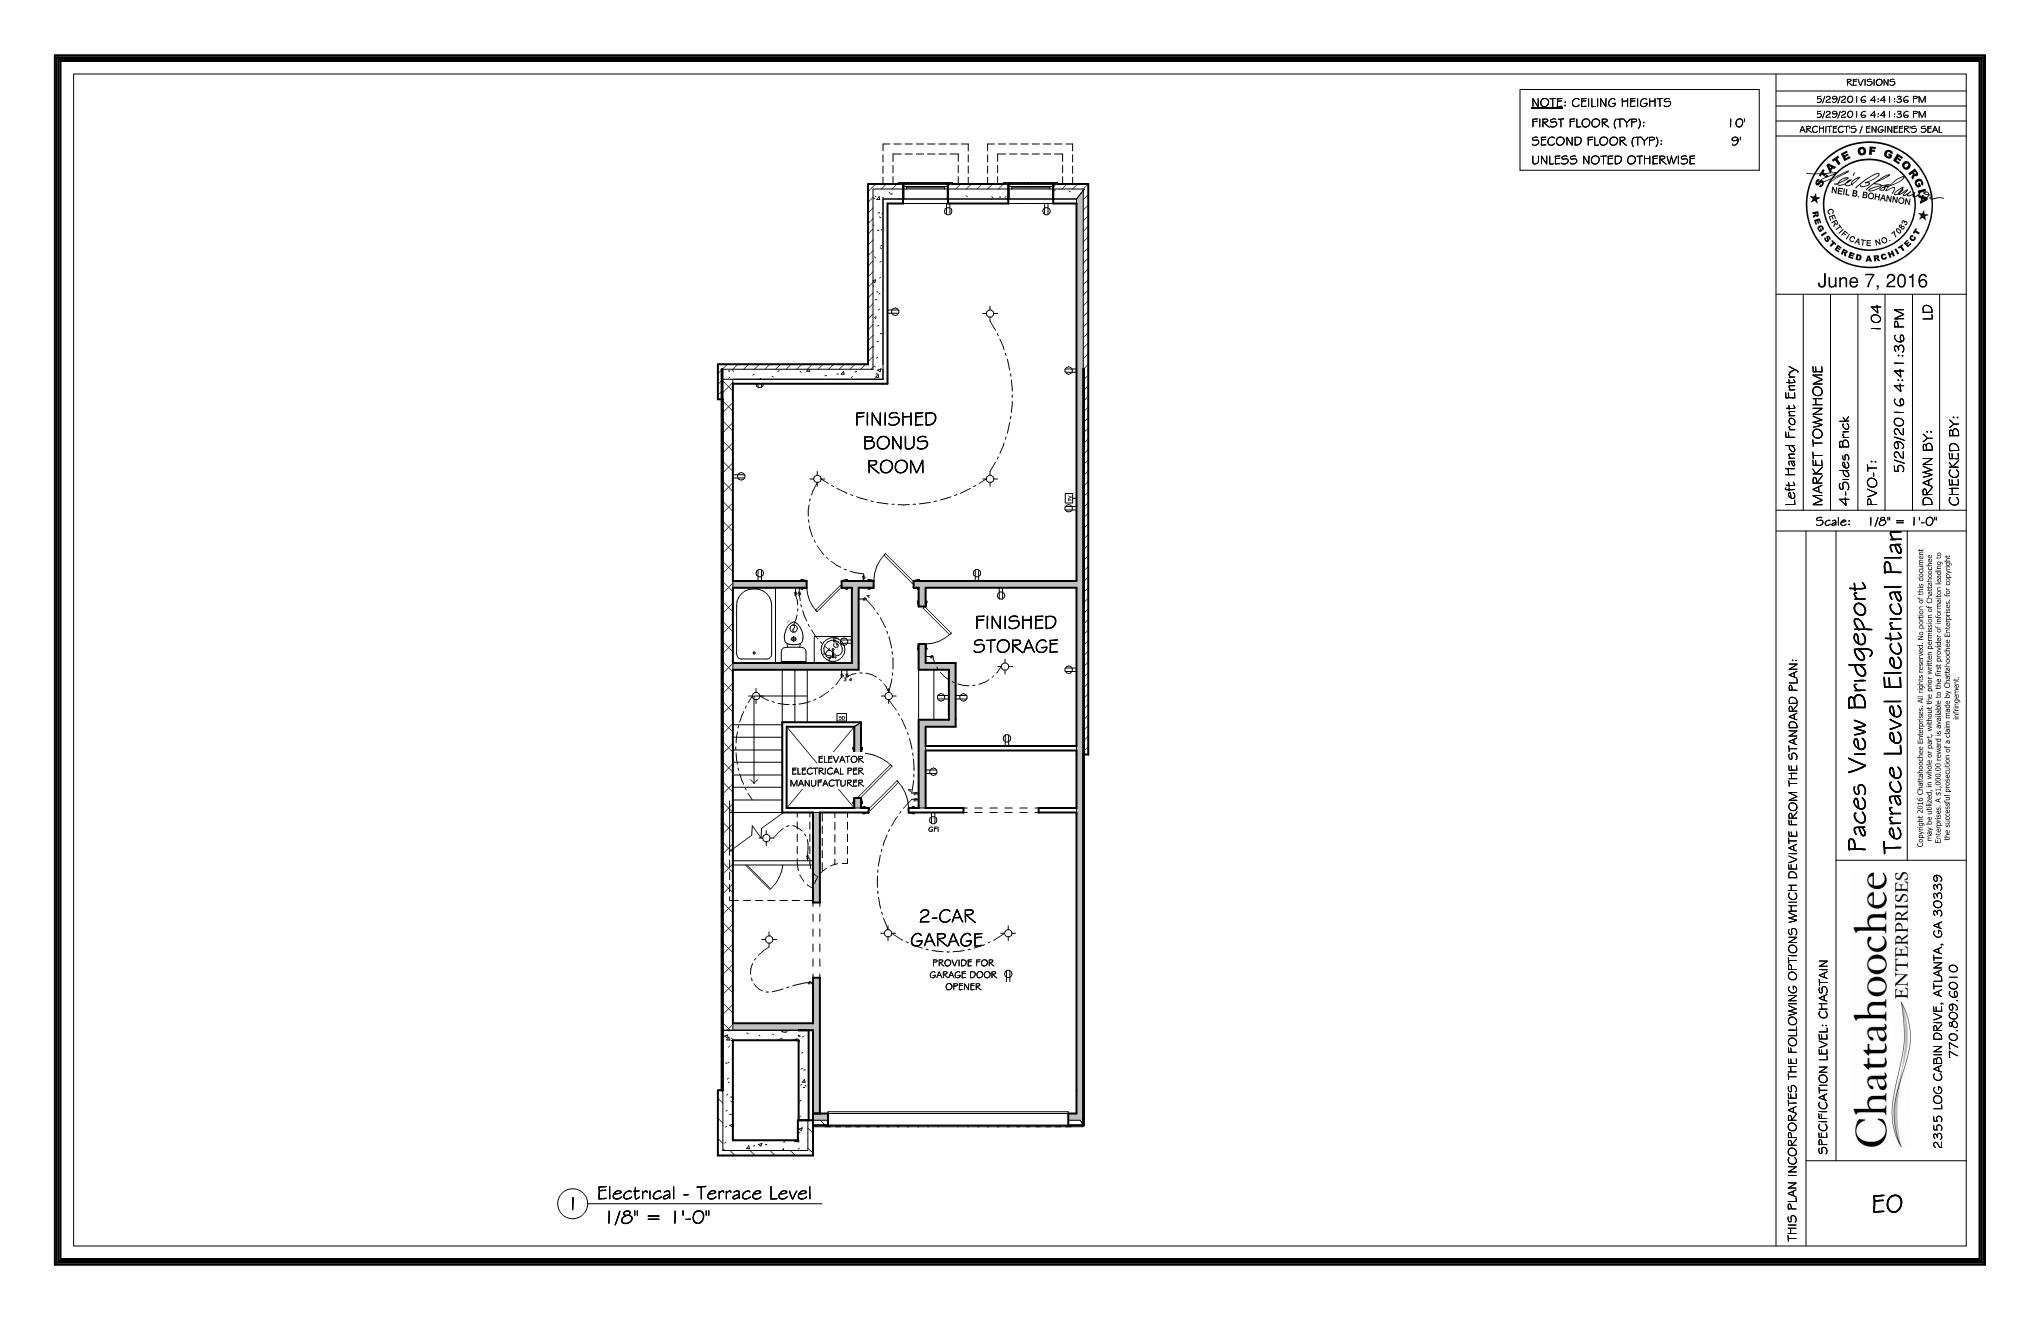 NOTE: CEILING HEIGHTS
FIRST FLOOR (TYP): 10'
SECOND FLOOR (TYP): 9'
UNLESS NOTED OTHERWISE
FINISHED
BONUS
ROOM
FINISHED
STORAGE
ELEVATOR
ELECTRICAL PER
MANUFACTURER
GFI
2-CAR
GARAGE
PROVIDE FOR
GARAGE DOOR
OPENER
1
Electrical - Terrace Level
1/8" = 1'-0"
REVISIONS
5/29/2016 4:41:36 PM
5/29/2016 4:41:36 PM
ARCHITECT'S / ENGINEER'S SEAL
STATE OF GEORGIA
NEIL B. BOHANNON
CERTIFICATE NO. 7083
REGISTERED ARCHITECT
June 7, 2016
Left Hand Front Entry
MARKET TOWNHOME
4-Sides Brick
PVO-T: 104
5/29/2016 4:41:36 PM
DRAWN BY: LD
CHECKED BY:
Scale: 1/8" = 1'-0"
THIS PLAN INCORPORATES THE FOLLOWING OPTIONS WHICH DEVIATE FROM THE STANDARD PLAN:
SPECIFICATION LEVEL: CHASTAIN
Paces View Bridgeport
Terrace Level Electrical Plan
Copyright 2016 Chattahoochee Enterprises. All rights reserved. No portion of this document
may be utilized, in whole or part, without the prior written permission of Chattahoochee
Enterprises. A $1,000.00 reward is available to the first provider of information leading to
the successful prosecution of a claim made by Chattahoochee Enterprises. for copyright
infringement.
Chattahoochee
ENTERPRISES
2355 LOG CABIN DRIVE, ATLANTA, GA 30339
770.809.6010
E0